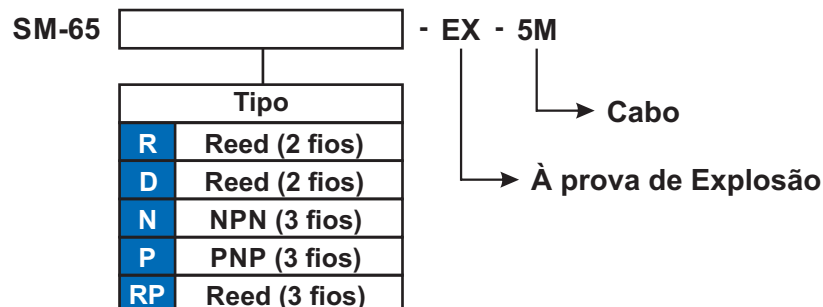 SM-65 - EX - 5M
Tipo
Cabo
R Reed (2 fios)
D Reed (2 fios)
À prova de Explosão
N NPN (3 fios)
P PNP (3 fios)
RP Reed (3 fios)